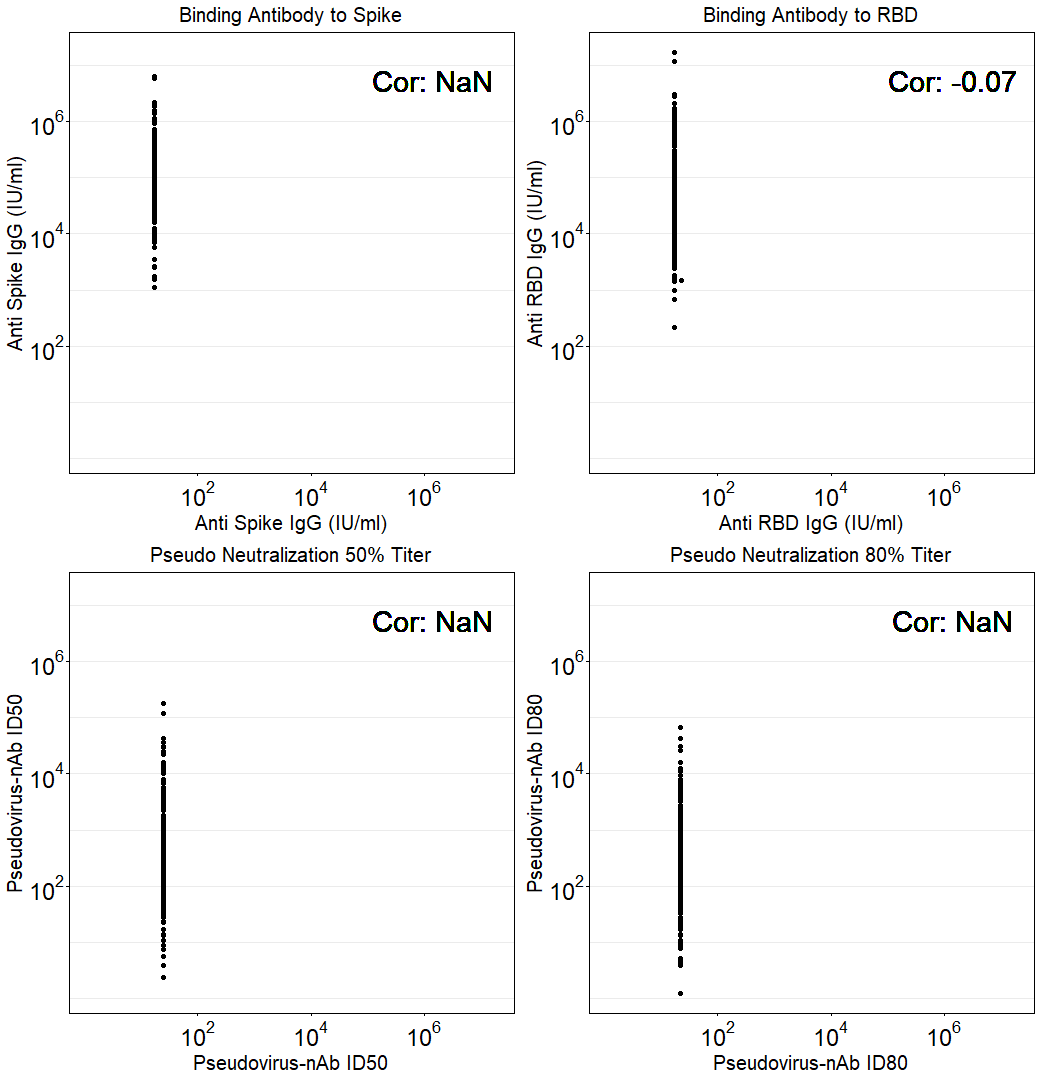 Binding Antibody to Spike
Cor: NaN
10^6
10^4
10^2
Anti Spike IgG (IU/ml)
10^2 10^4 10^6
Anti Spike IgG (IU/ml)
Binding Antibody to RBD
Cor: -0.07
10^6
10^4
10^2
Anti RBD IgG (IU/ml)
10^2 10^4 10^6
Anti RBD IgG (IU/ml)
Pseudo Neutralization 50% Titer
Cor: NaN
10^6
10^4
10^2
Pseudovirus-nAb ID50
10^2 10^4 10^6
Pseudovirus-nAb ID50
Pseudo Neutralization 80% Titer
Cor: NaN
10^6
10^4
10^2
Pseudovirus-nAb ID80
10^2 10^4 10^6
Pseudovirus-nAb ID80